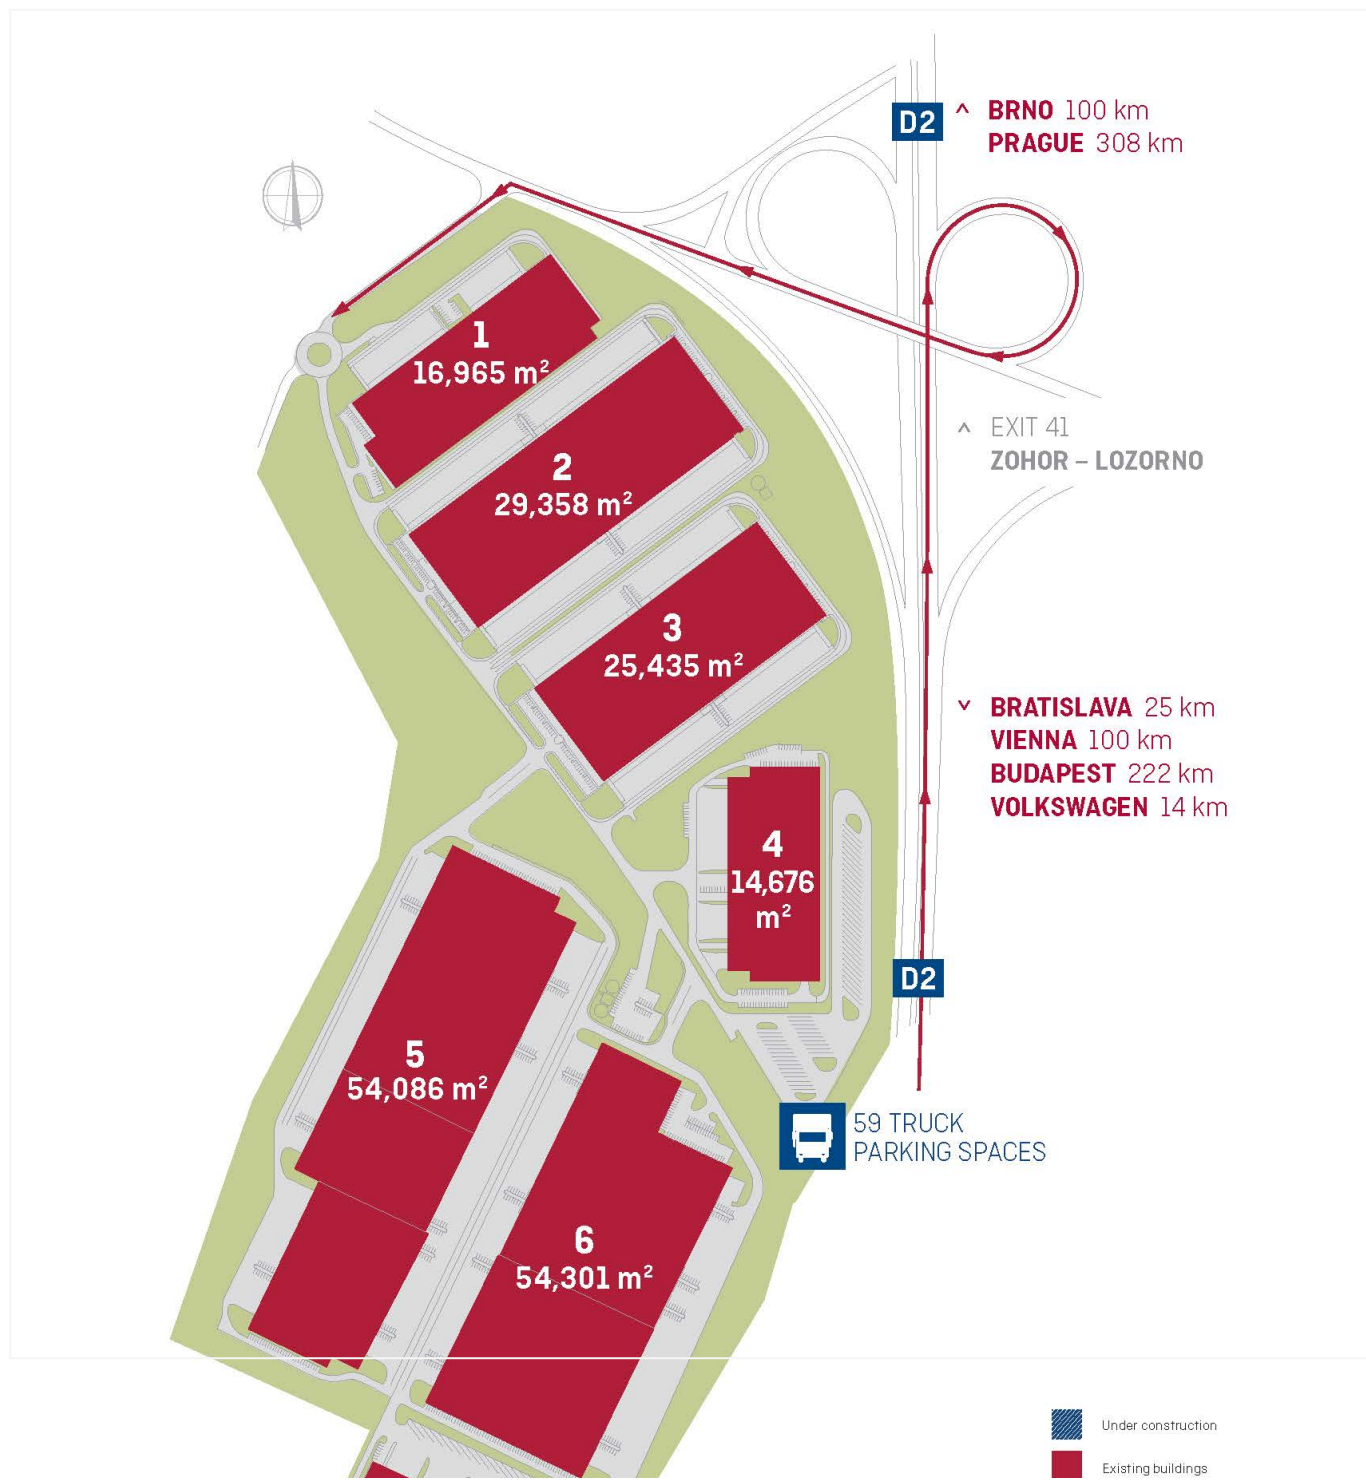 D2
^ BRNO 100 km
PRAGUE 308 km
1
16,965 m²
2
29,358 m²
^ EXIT 41
ZOHOR – LOZORNO
3
25,435 m²
˅ BRATISLAVA 25 km
VIENNA 100 km
BUDAPEST 222 km
VOLKSWAGEN 14 km
4
14,676
m²
D2
5
54,086 m²
59 TRUCK
PARKING SPACES
6
54,301 m²
Under construction
Existing buildings